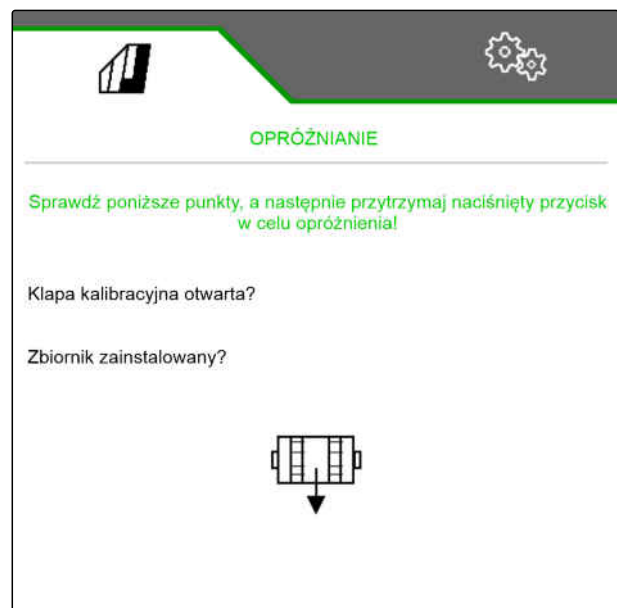 OPRÓŻNIANIE
Sprawdź poniższe punkty, a następnie przytrzymaj naciśnięty przycisk
w celu opróżnienia!
Klapa kalibracyjna otwarta?
Zbiornik zainstalowany?